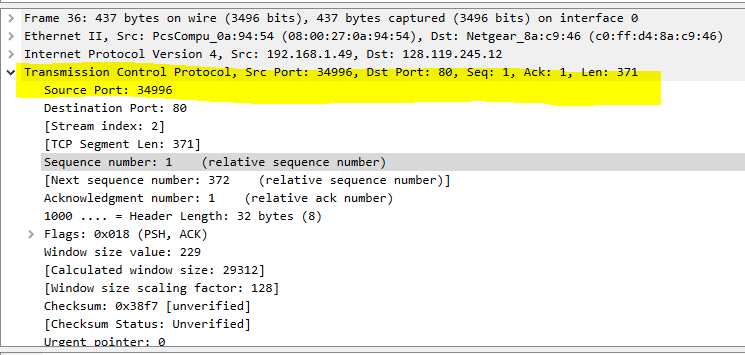 Frame 36: 437 bytes on wire (3496 bits), 437 bytes captured (3496 bits) on interface 0
Ethernet II, Src: PcsCompu_0a:94:54 (08:00:27:0a:94:54), Dst: Netgear_8a:c9:46 (c0:ff:d4:8a:c9:46)
Internet Protocol Version 4, Src: 192.168.1.49, Dst: 128.119.245.12
Transmission Control Protocol, Src Port: 34996, Dst Port: 80, Seq: 1, Ack: 1, Len: 371
Source Port: 34996
Destination Port: 80
[Stream index: 2]
[TCP Segment Len: 371]
Sequence number: 1    (relative sequence number)
[Next sequence number: 372    (relative sequence number)]
Acknowledgment number: 1    (relative ack number)
1000 .... = Header Length: 32 bytes (8)
Flags: 0x018 (PSH, ACK)
Window size value: 229
[Calculated window size: 29312]
[Window size scaling factor: 128]
Checksum: 0x38f7 [unverified]
[Checksum Status: Unverified]
Urgent pointer: 0